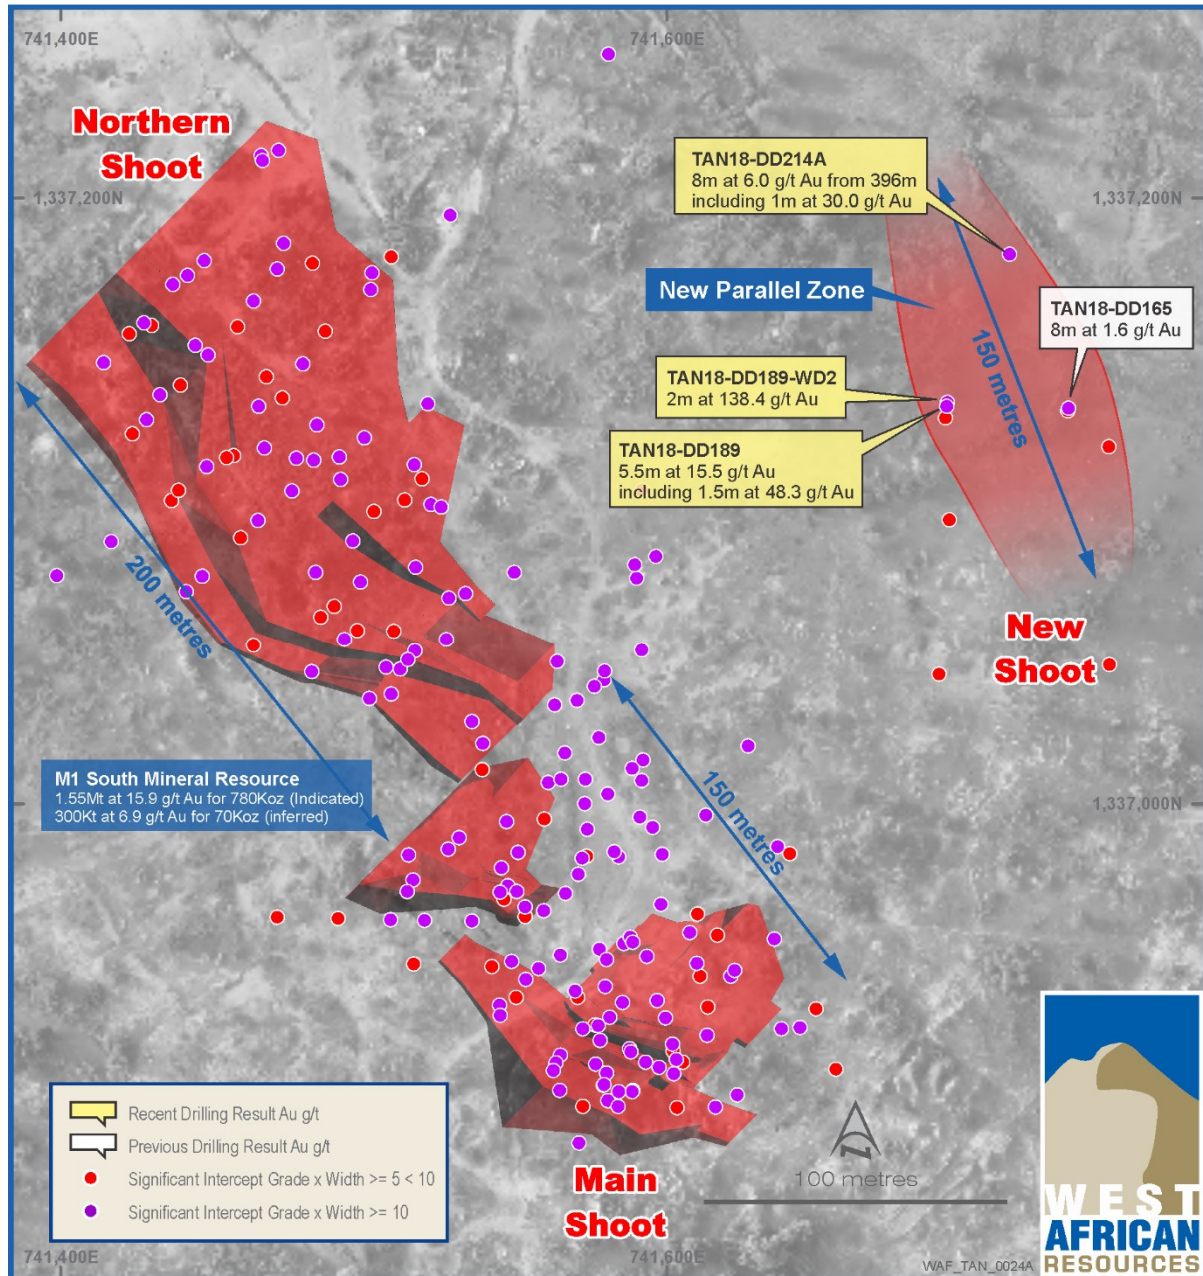 741,400E
741,600E
Northern
Shoot
1,337,200N
1,337,200N
TAN18-DD214A
8m at 6.0 g/t Au from 396m
including 1m at 30.0 g/t Au
New Parallel Zone
TAN18-DD165
8m at 1.6 g/t Au
150 metres
TAN18-DD189-WD2
2m at 138.4 g/t Au
TAN18-DD189
5.5m at 15.5 g/t Au
including 1.5m at 48.3 g/t Au
200 metres
New
Shoot
M1 South Mineral Resource
1.55Mt at 15.9 g/t Au for 780Koz (Indicated)
300Kt at 6.9 g/t Au for 70Koz (inferred)
150 metres
1,337,000N
Recent Drilling Result Au g/t
Previous Drilling Result Au g/t
Significant Intercept Grade x Width >= 5 < 10
Significant Intercept Grade x Width >= 10
Main
Shoot
N
100 metres
WEST
AFRICAN
RESOURCES
741,400E
741,600E
WAF_TAN_0024A